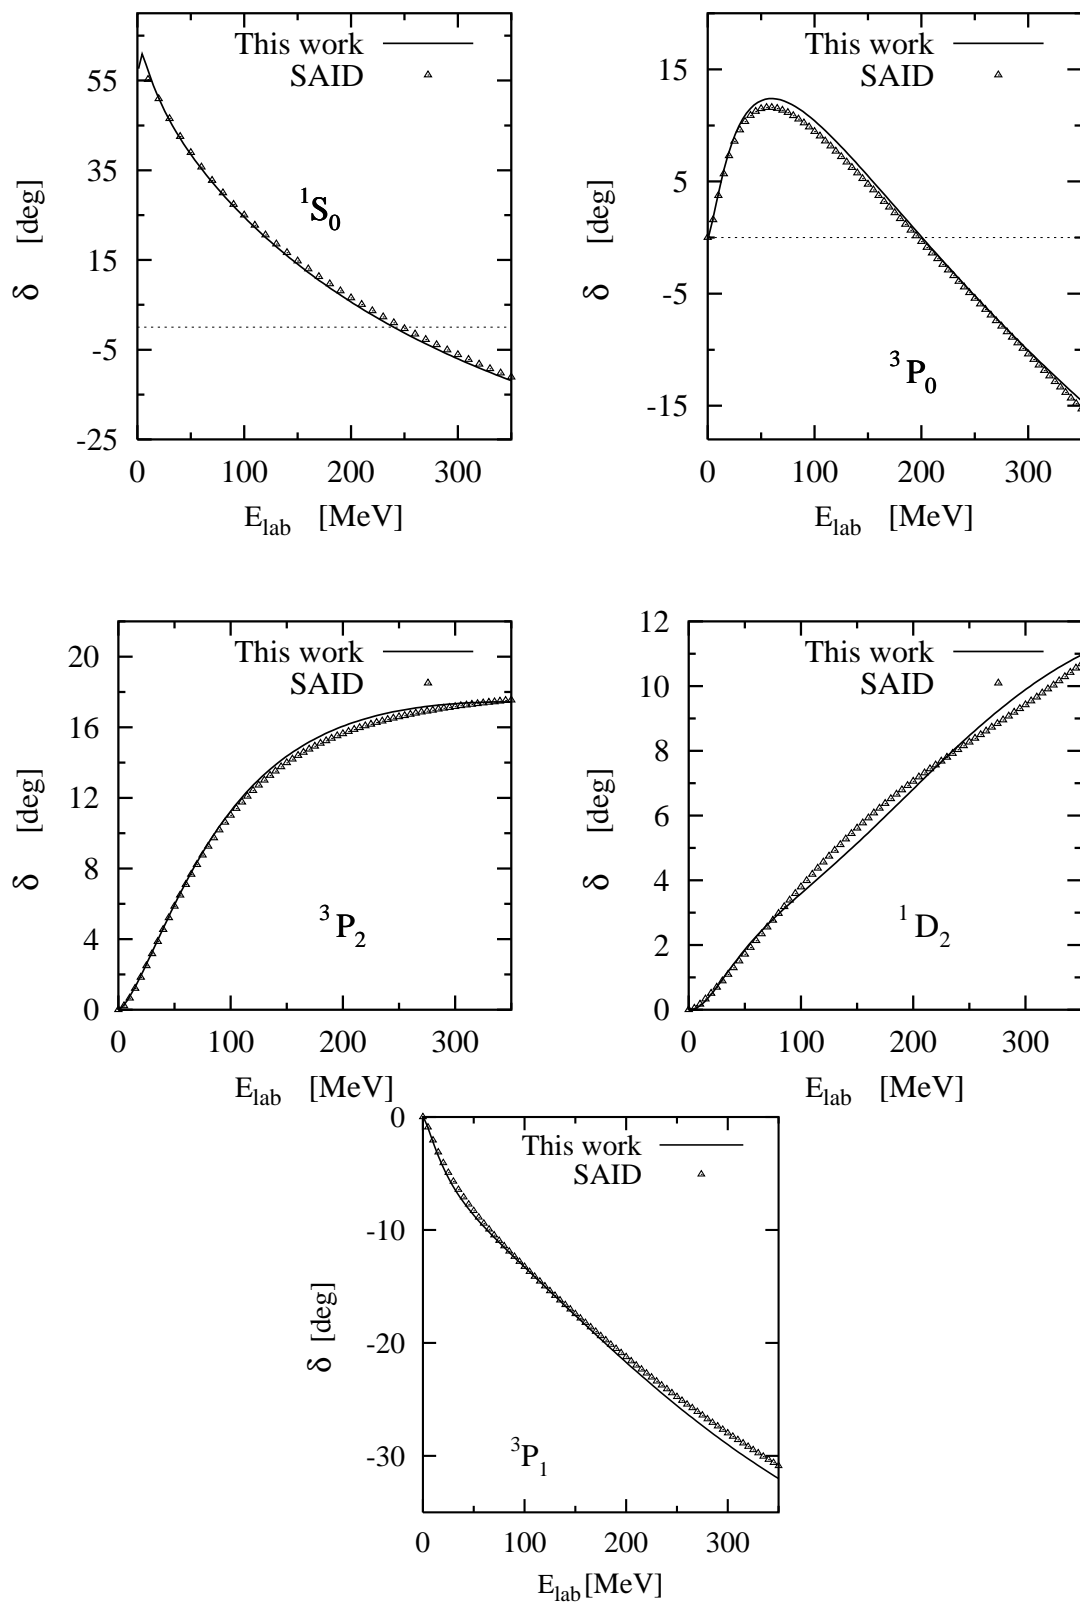 This work
SAID
55
35
15
-5
-25
δ [deg]
¹S₀
0 100 200 300
E_lab [MeV]
This work
SAID
15
5
-5
-15
δ [deg]
³P₀
0 100 200 300
E_lab [MeV]
This work
SAID
20
16
12
8
4
0
δ [deg]
³P₂
0 100 200 300
E_lab [MeV]
This work
SAID
12
10
8
6
4
2
0
δ [deg]
¹D₂
0 100 200 300
E_lab [MeV]
This work
SAID
0
-10
-20
-30
δ [deg]
³P₁
0 100 200 300
E_lab [MeV]